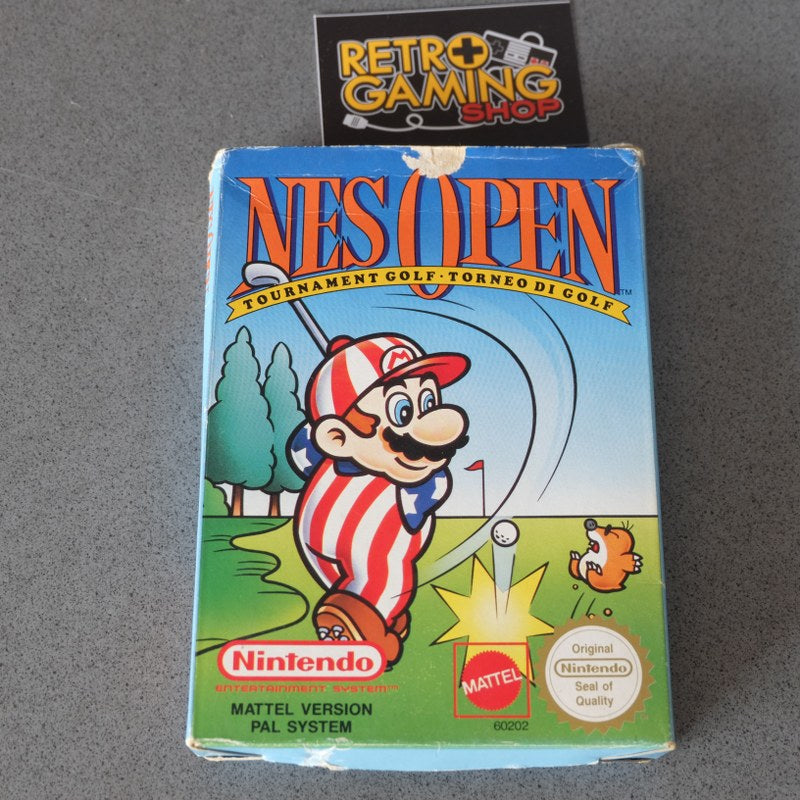 RETRO
GAMING
SHOP
NES OPEN
TOURNAMENT GOLF · TORNEO DI GOLF
TM
M
Nintendo
ENTERTAINMENT SYSTEM™
MATTEL VERSION
PAL SYSTEM
MATTEL
60202
Original
Nintendo
Seal of
Quality